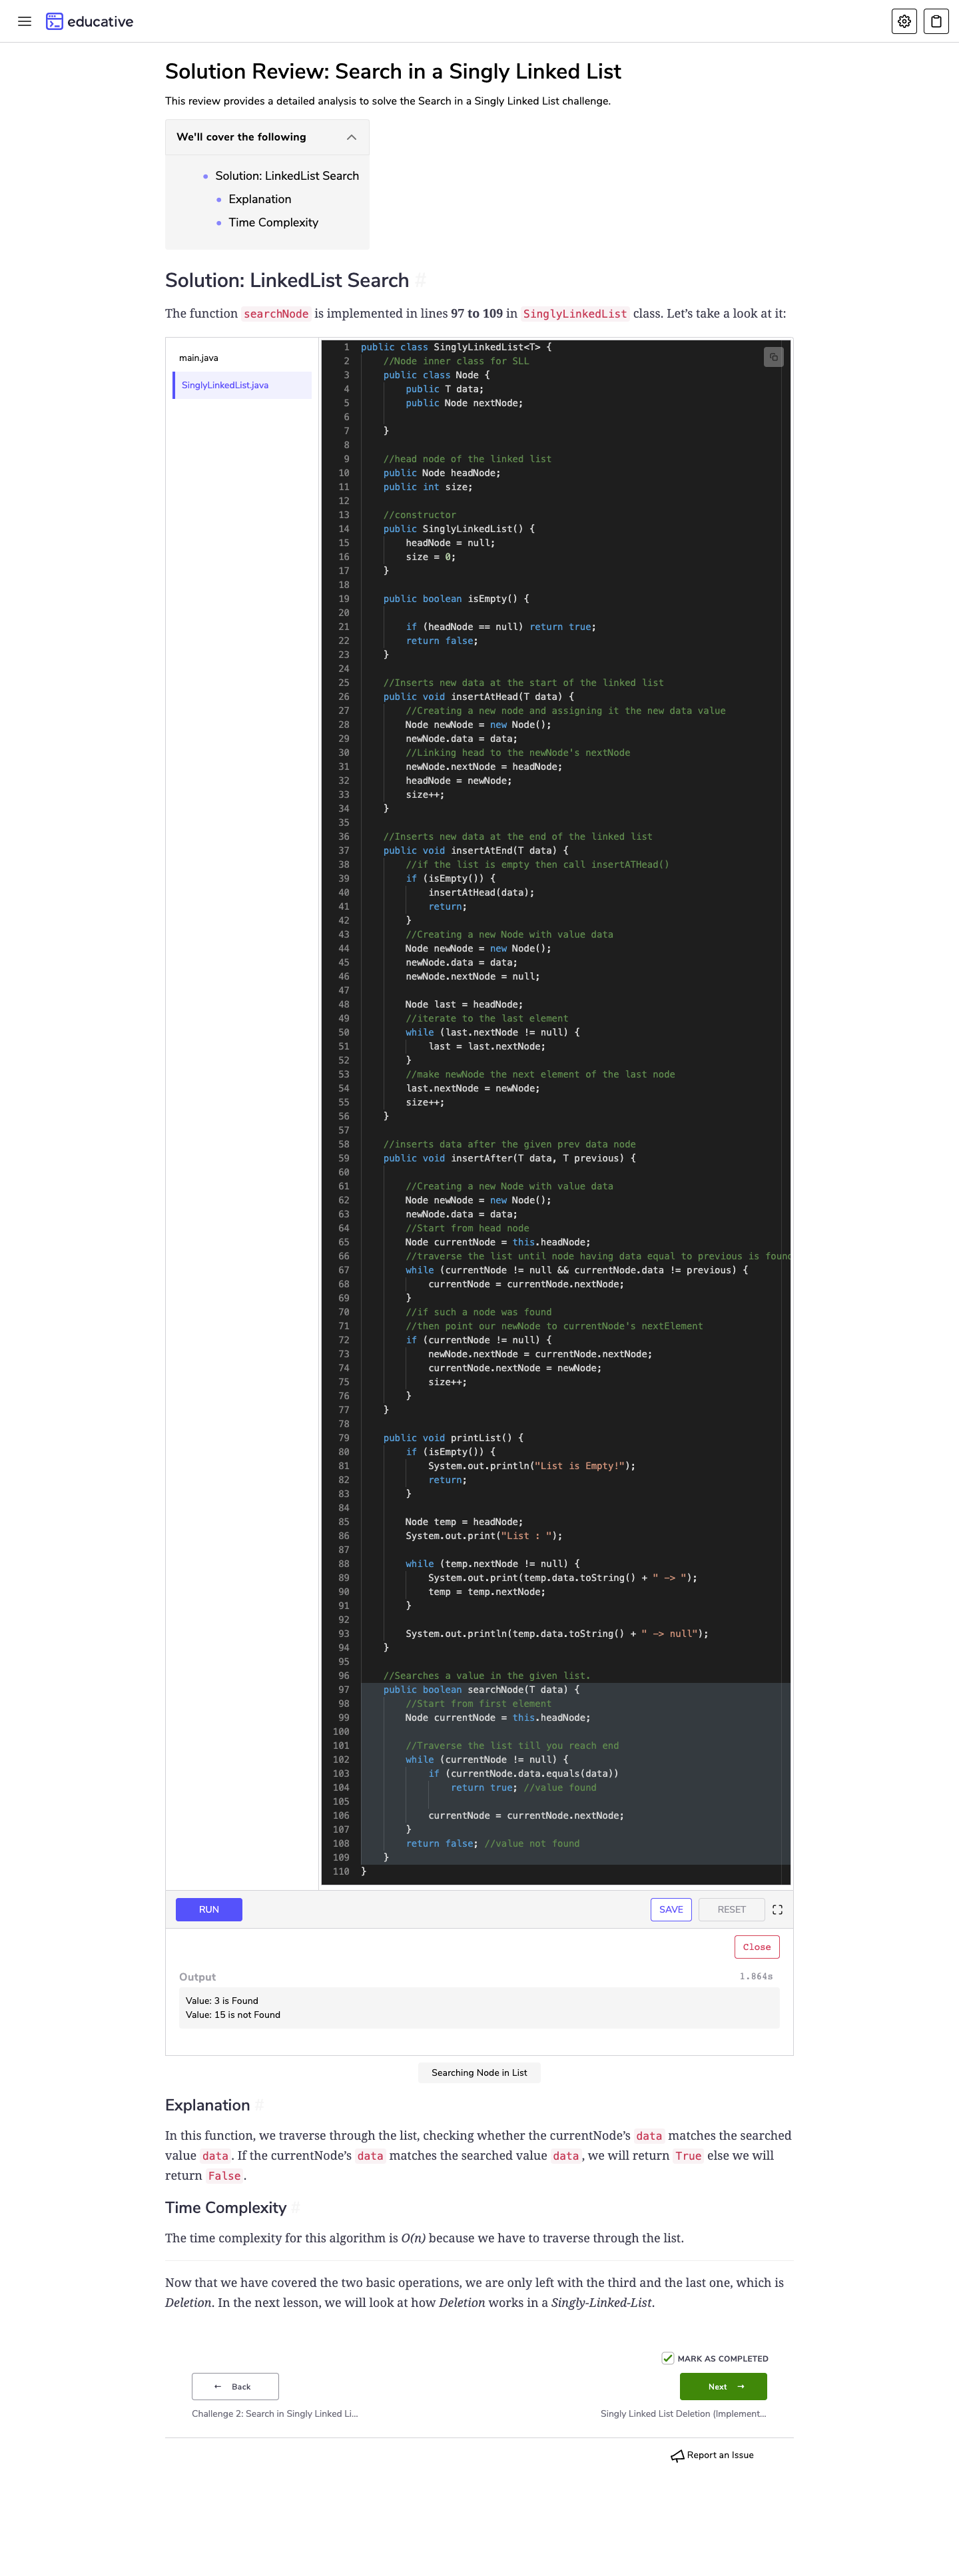 educative
Solution Review: Search in a Singly Linked List
This review provides a detailed analysis to solve the Search in a Singly Linked List challenge.
We'll cover the following
Solution: LinkedList Search
Explanation
Time Complexity
Solution: LinkedList Search #
The function searchNode is implemented in lines 97 to 109 in SinglyLinkedList class. Let's take a look at it:
main.java
SinglyLinkedList.java
1 public class SinglyLinkedList<T> {
2     //Node inner class for SLL
3     public class Node {
4         public T data;
5         public Node nextNode;
6
7     }
8
9     //head node of the linked list
10     public Node headNode;
11     public int size;
12
13     //constructor
14     public SinglyLinkedList() {
15         headNode = null;
16         size = 0;
17     }
18
19     public boolean isEmpty() {
20
21         if (headNode == null) return true;
22         return false;
23     }
24
25     //Inserts new data at the start of the linked list
26     public void insertAtHead(T data) {
27         //Creating a new node and assigning it the new data value
28         Node newNode = new Node();
29         newNode.data = data;
30         //Linking head to the newNode's nextNode
31         newNode.nextNode = headNode;
32         headNode = newNode;
33         size++;
34     }
35
36     //Inserts new data at the end of the linked list
37     public void insertAtEnd(T data) {
38         //if the list is empty then call insertATHead()
39         if (isEmpty()) {
40             insertAtHead(data);
41             return;
42         }
43         //Creating a new Node with value data
44         Node newNode = new Node();
45         newNode.data = data;
46         newNode.nextNode = null;
47
48         Node last = headNode;
49         //iterate to the last element
50         while (last.nextNode != null) {
51             last = last.nextNode;
52         }
53         //make newNode the next element of the last node
54         last.nextNode = newNode;
55         size++;
56     }
57
58     //inserts data after the given prev data node
59     public void insertAfter(T data, T previous) {
60
61         //Creating a new Node with value data
62         Node newNode = new Node();
63         newNode.data = data;
64         //Start from head node
65         Node currentNode = this.headNode;
66         //traverse the list until node having data equal to previous is found
67         while (currentNode != null && currentNode.data != previous) {
68             currentNode = currentNode.nextNode;
69         }
70         //if such a node was found
71         //then point our newNode to currentNode's nextElement
72         if (currentNode != null) {
73             newNode.nextNode = currentNode.nextNode;
74             currentNode.nextNode = newNode;
75             size++;
76         }
77     }
78
79     public void printList() {
80         if (isEmpty()) {
81             System.out.println("List is Empty!");
82             return;
83         }
84
85         Node temp = headNode;
86         System.out.print("List : ");
87
88         while (temp.nextNode != null) {
89             System.out.print(temp.data.toString() + " -> ");
90             temp = temp.nextNode;
91         }
92
93         System.out.println(temp.data.toString() + " -> null");
94     }
95
96     //Searches a value in the given list.
97     public boolean searchNode(T data) {
98         //Start from first element
99         Node currentNode = this.headNode;
100
101         //Traverse the list till you reach end
102         while (currentNode != null) {
103             if (currentNode.data.equals(data))
104                 return true; //value found
105
106             currentNode = currentNode.nextNode;
107         }
108         return false; //value not found
109     }
110 }
RUN
SAVE
RESET
Close
Output
1.864s
Value: 3 is Found
Value: 15 is not Found
Searching Node in List
Explanation #
In this function, we traverse through the list, checking whether the currentNode's data matches the searched
value data. If the currentNode's data matches the searched value data, we will return True else we will
return False.
Time Complexity #
The time complexity for this algorithm is O(n) because we have to traverse through the list.
Now that we have covered the two basic operations, we are only left with the third and the last one, which is
Deletion. In the next lesson, we will look at how Deletion works in a Singly-Linked-List.
MARK AS COMPLETED
← Back
Next →
Challenge 2: Search in Singly Linked Li...
Singly Linked List Deletion (Implement...
Report an Issue